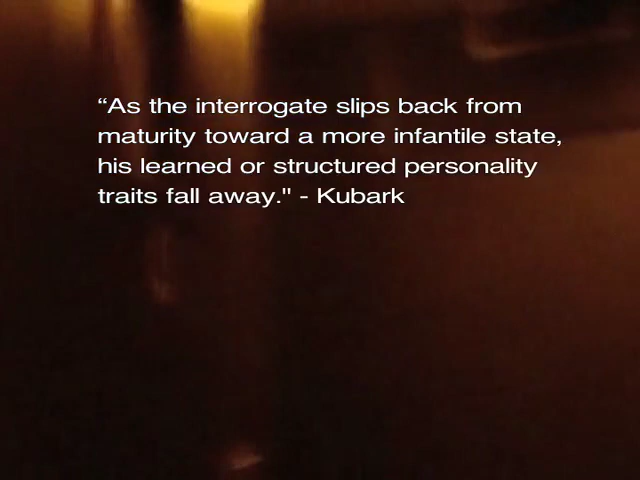 “As the interrogate slips back from
maturity toward a more infantile state,
his learned or structured personality
traits fall away." - Kubark